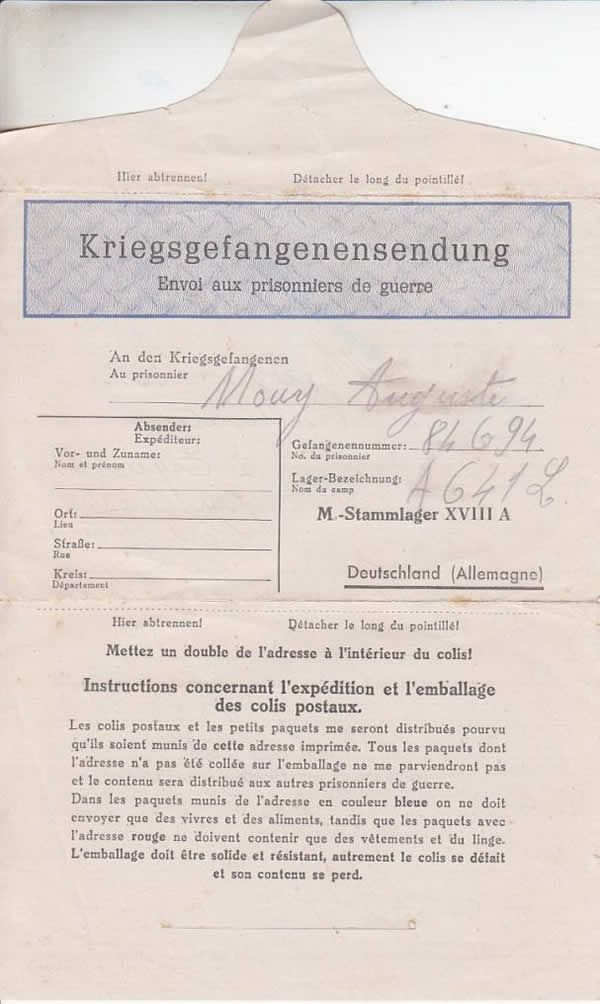 Hier abtrennen! Détacher le long du pointillé!
Kriegsgefangenensendung
Envoi aux prisonniers de guerre
An den Kriegsgefangenen
Au prisonnier
Mouy Auguste
Absender:
Expéditeur:
Vor- und Zuname:
Nom et prénom
Ort:
Lieu
Straße:
Rue
Kreis:
Département
Gefangenennummer: 84694
No. du prisonnier
Lager-Bezeichnung:
Nom du camp
A 641 L
M.-Stammlager XVIII A
Deutschland (Allemagne)
Hier abtrennen! Détacher le long du pointillé!
Mettez un double de l'adresse à l'intérieur du colis!
Instructions concernant l'expédition et l'emballage
des colis postaux.
Les colis postaux et les petits paquets me seront distribués pourvu
qu'ils soient munis de cette adresse imprimée. Tous les paquets dont
l'adresse n'a pas été collée sur l'emballage ne me parviendront pas
et le contenu sera distribué aux autres prisonniers de guerre.
Dans les paquets munis de l'adresse en couleur bleue on ne doit
envoyer que des vivres et des aliments, tandis que les paquets avec
l'adresse rouge ne doivent contenir que des vêtements et du linge.
L'emballage doit être solide et résistant, autrement le colis se défait
et son contenu se perd.